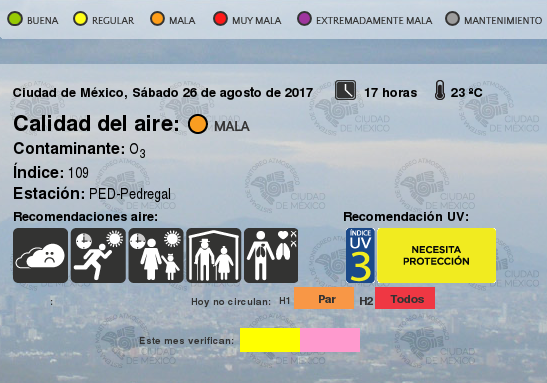 BUENA REGULAR MALA MUY MALA EXTREMADAMENTE MALA MANTENIMIENTO
Ciudad de México, Sábado 26 de agosto de 2017 17 horas 23 ºC
Calidad del aire: MALA
Contaminante: O3
Índice: 109
Estación: PED-Pedregal
Recomendaciones aire: Recomendación UV:
ÍNDICE UV 3 NECESITA PROTECCIÓN
: Hoy no circulan: H1 Par H2 Todos
Este mes verifican: